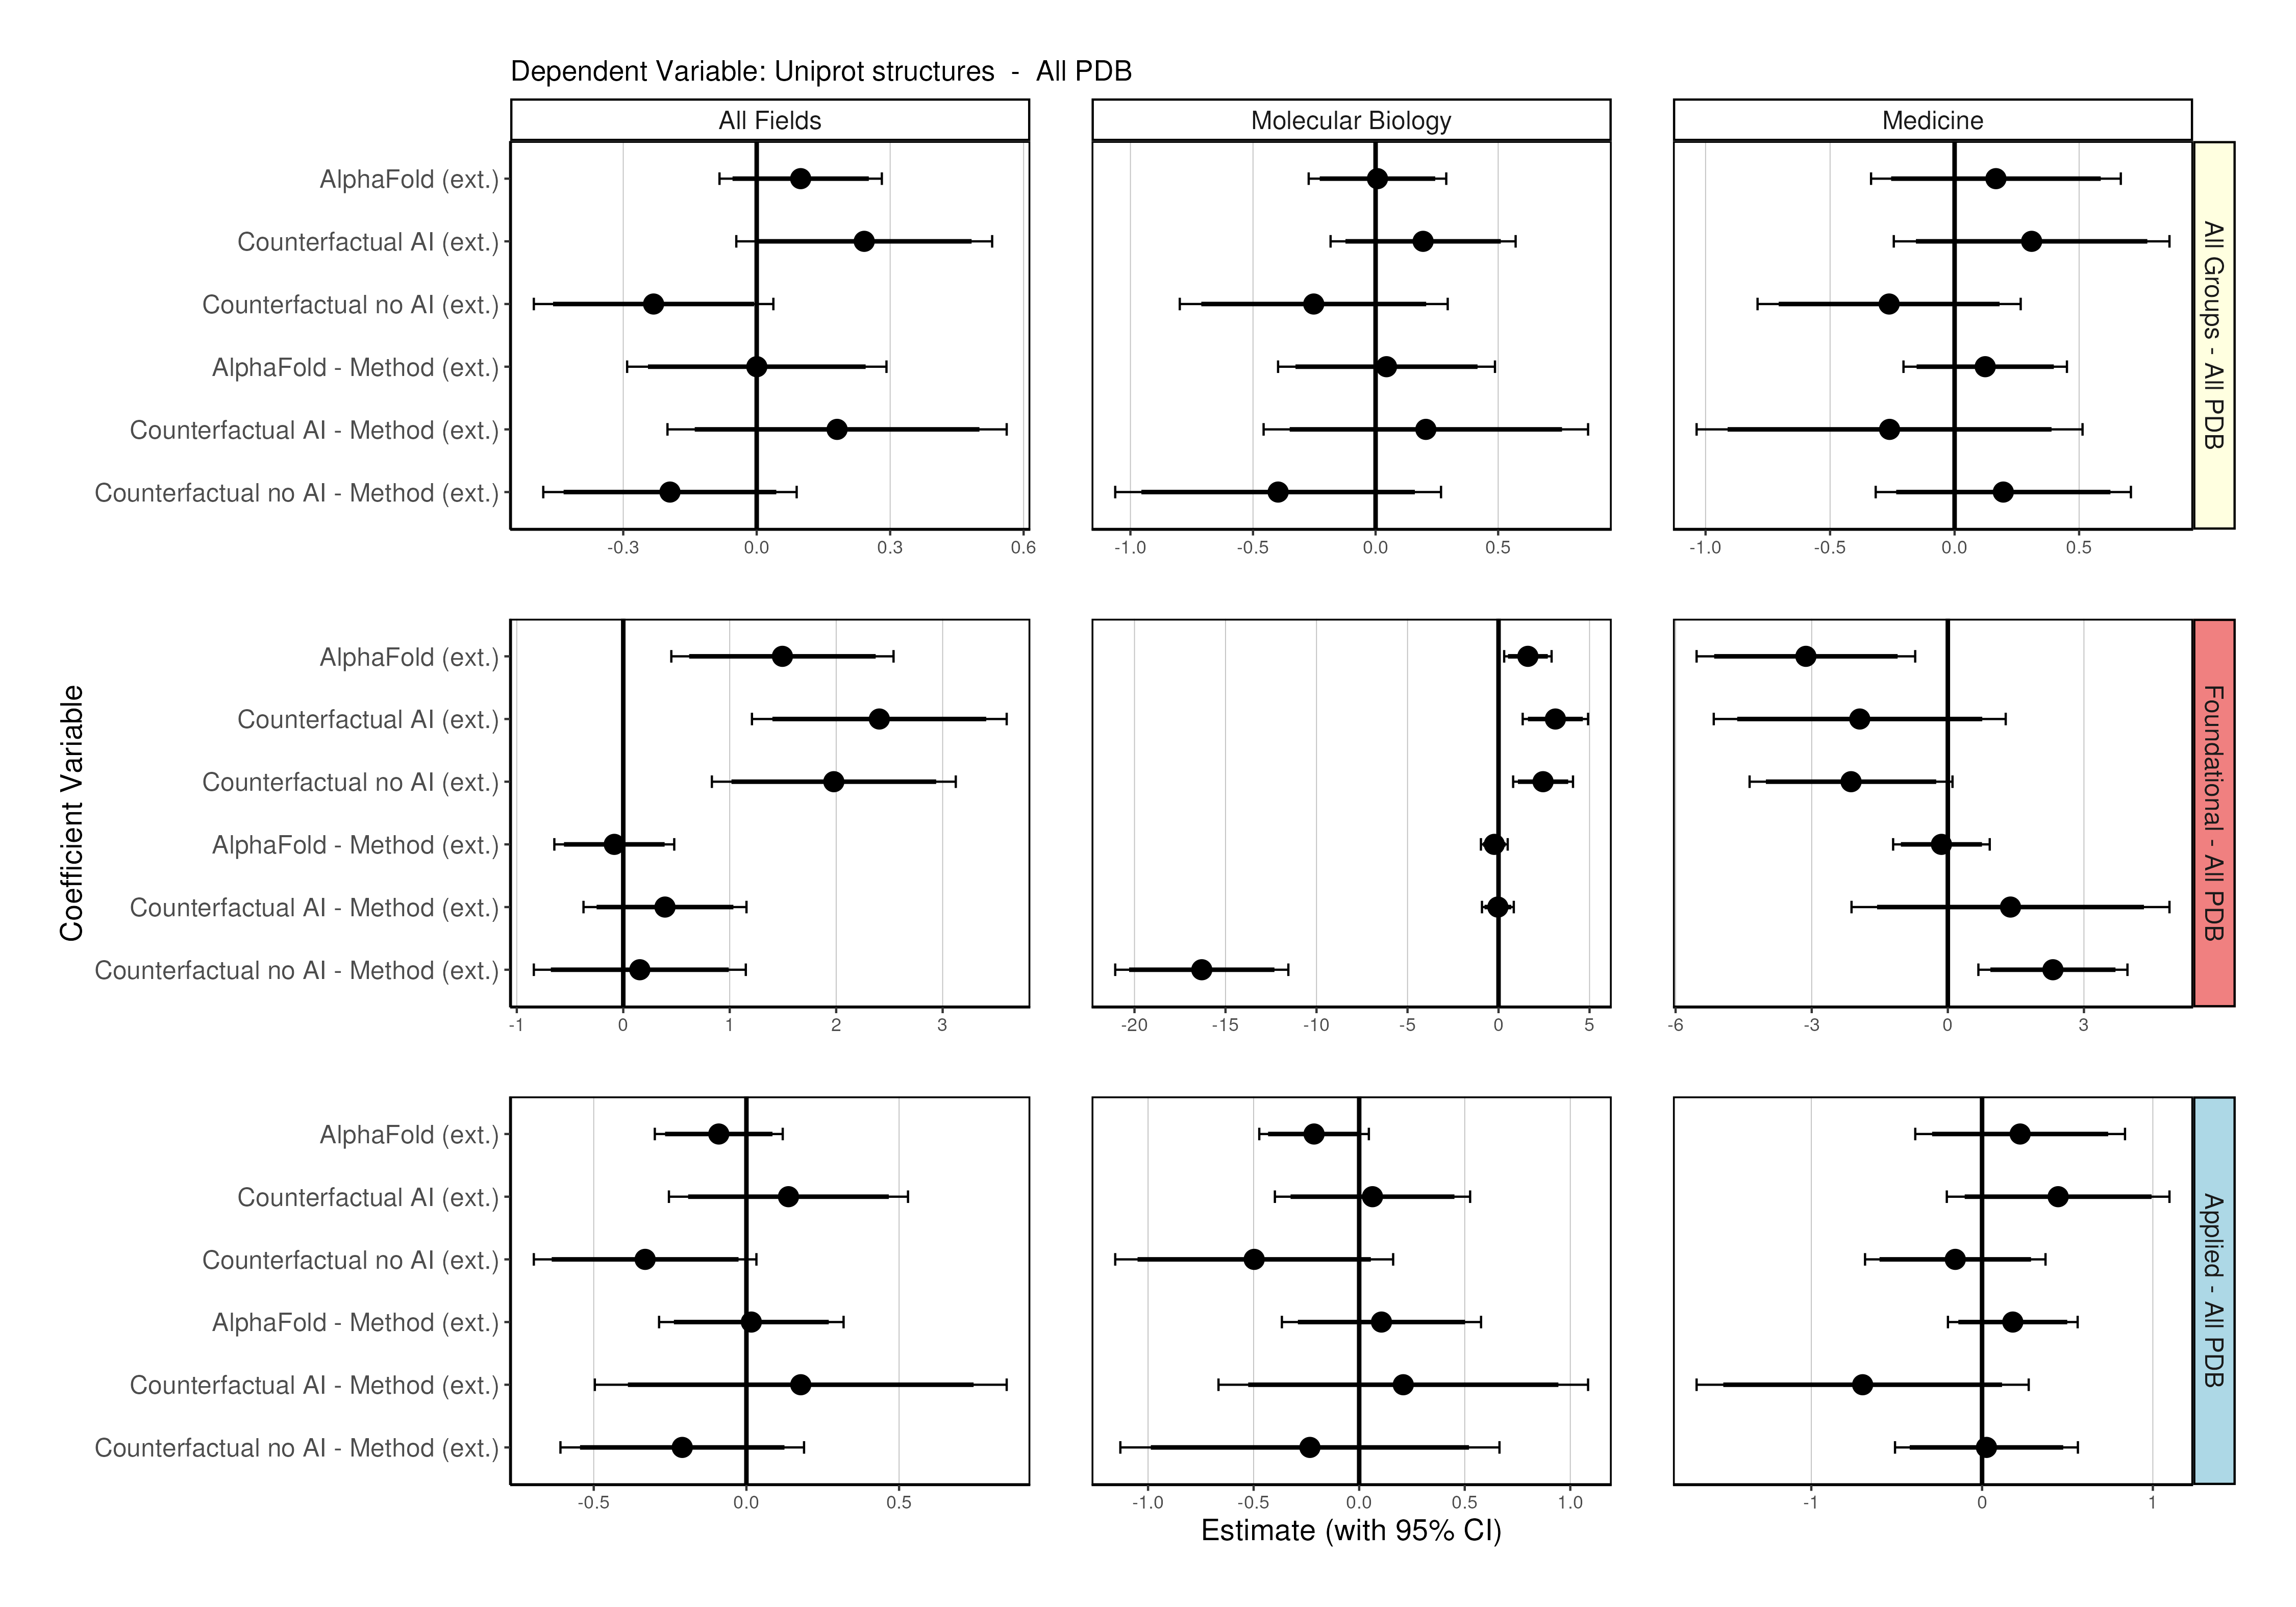 Dependent Variable: Uniprot structures  -  All PDB
All Fields
Molecular Biology
Medicine
AlphaFold (ext.)
Counterfactual AI (ext.)
Counterfactual no AI (ext.)
AlphaFold - Method (ext.)
Counterfactual AI - Method (ext.)
Counterfactual no AI - Method (ext.)
All Groups - All PDB
-0.3 0.0 0.3 0.6
-1.0 -0.5 0.0 0.5
-1.0 -0.5 0.0 0.5
Coefficient Variable
AlphaFold (ext.)
Counterfactual AI (ext.)
Counterfactual no AI (ext.)
AlphaFold - Method (ext.)
Counterfactual AI - Method (ext.)
Counterfactual no AI - Method (ext.)
Foundational - All PDB
-1 0 1 2 3
-20 -15 -10 -5 0 5
-6 -3 0 3
AlphaFold (ext.)
Counterfactual AI (ext.)
Counterfactual no AI (ext.)
AlphaFold - Method (ext.)
Counterfactual AI - Method (ext.)
Counterfactual no AI - Method (ext.)
Applied - All PDB
-0.5 0.0 0.5
-1.0 -0.5 0.0 0.5 1.0
-1 0 1
Estimate (with 95% CI)